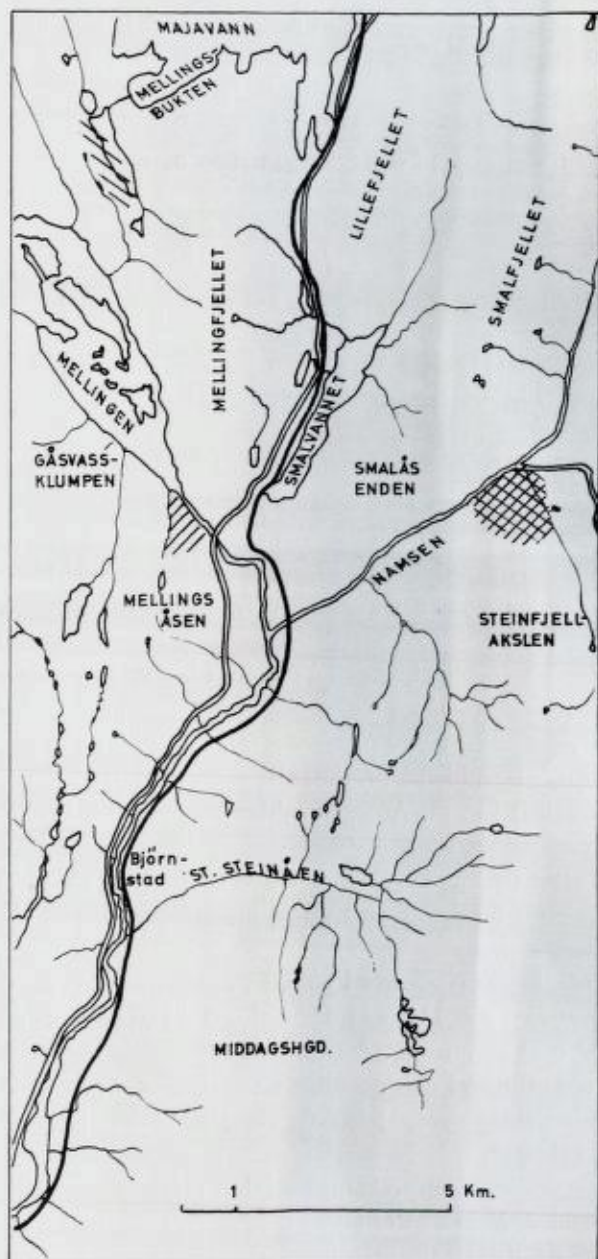 MAJAVANN
MELLINGS-
BUKTEN
LILLEFJELLET
SMALFJELLET
MELLINGFJELLET
MELLINGEN
SMALVANNET
GÅSVASS-
KLUMPEN
SMALÅS
ENDEN
NAMSEN
MELLINGS
ÅSEN
STEINFJELL-
AKSLEN
Björn-
stad
ST. STEINÅEN
MIDDAGSHGD.
1 5 Km.